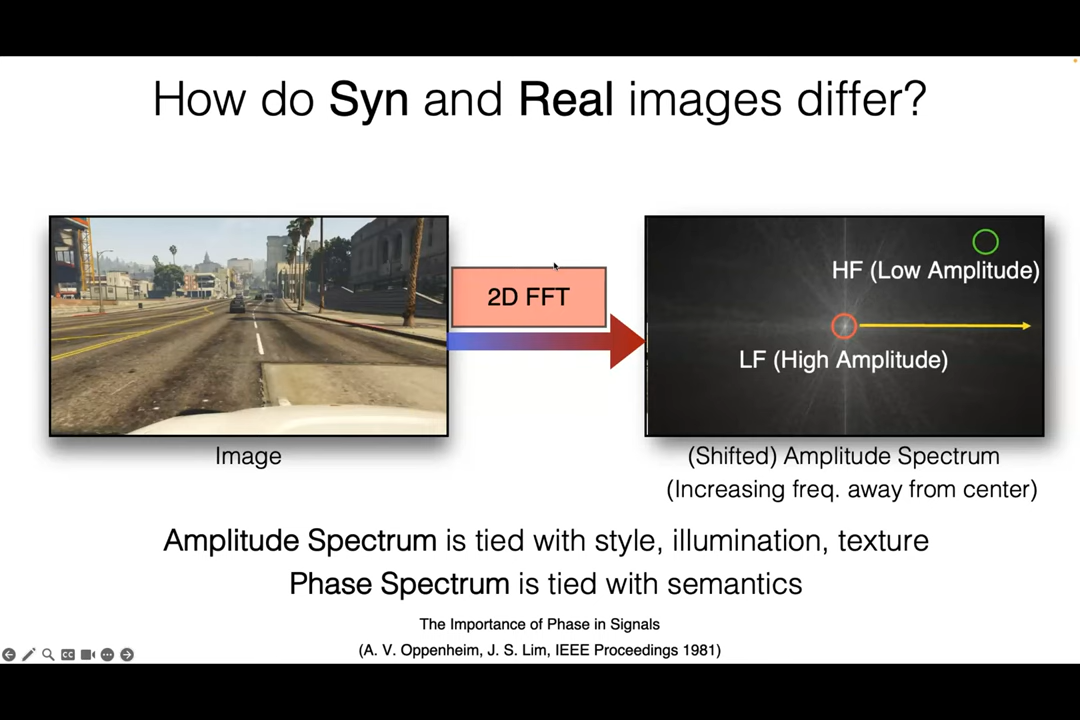 How do Syn and Real images differ?
2D FFT
HF (Low Amplitude)
LF (High Amplitude)
Image
(Shifted) Amplitude Spectrum
(Increasing freq. away from center)
Amplitude Spectrum is tied with style, illumination, texture
Phase Spectrum is tied with semantics
The Importance of Phase in Signals
(A. V. Oppenheim, J. S. Lim, IEEE Proceedings 1981)
CC